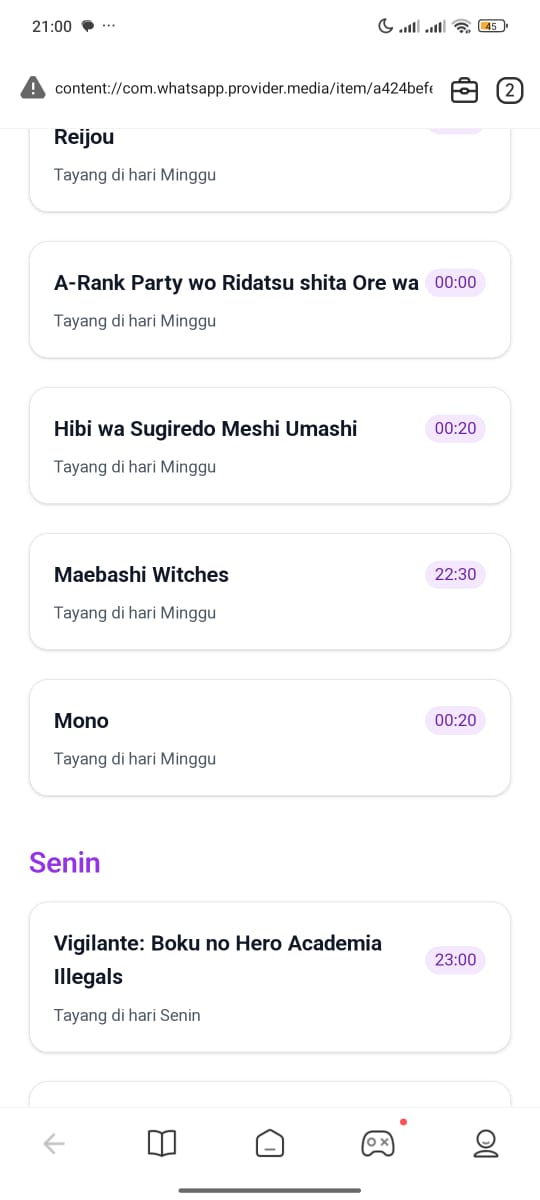 21:00
45
content://com.whatsapp.provider.media/item/a424befe
2
Reijou
Tayang di hari Minggu
A-Rank Party wo Ridatsu shita Ore wa 00:00
Tayang di hari Minggu
Hibi wa Sugiredo Meshi Umashi 00:20
Tayang di hari Minggu
Maebashi Witches 22:30
Tayang di hari Minggu
Mono 00:20
Tayang di hari Minggu
Senin
Vigilante: Boku no Hero Academia
Illegals
23:00
Tayang di hari Senin